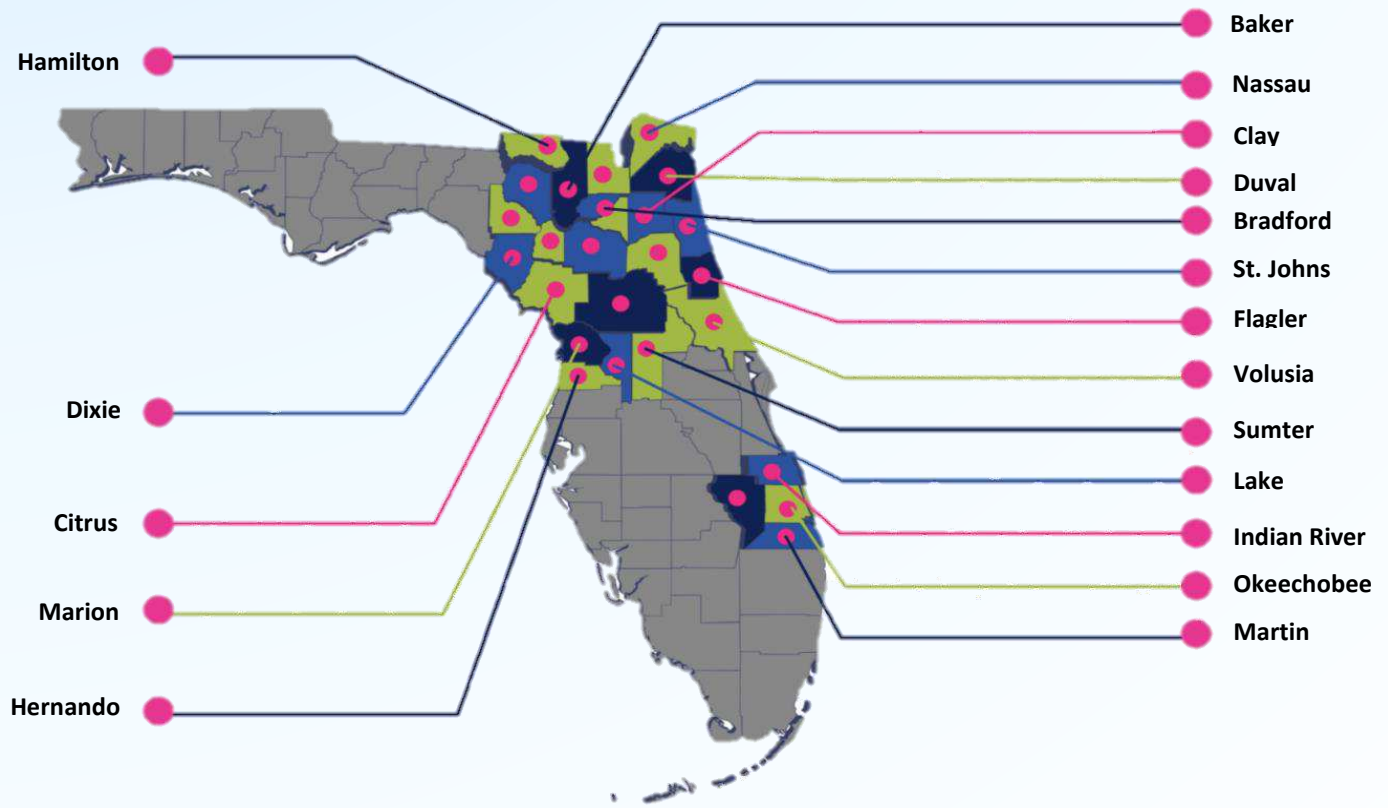 Hamilton
Dixie
Citrus
Marion
Hernando
Baker
Nassau
Clay
Duval
Bradford
St. Johns
Flagler
Volusia
Sumter
Lake
Indian River
Okeechobee
Martin